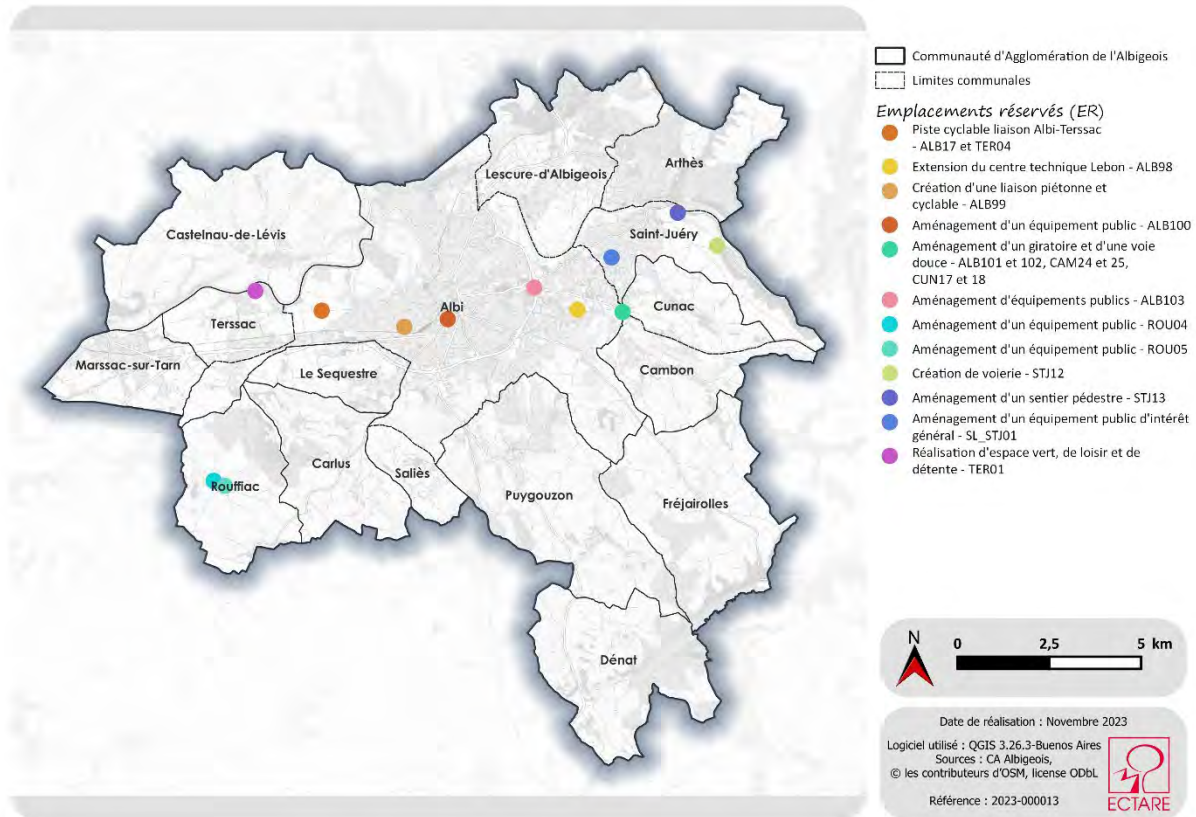 Communauté d'Agglomération de l'Albigeois
Limites communales
Emplacements réservés (ER)
Piste cyclable liaison Albi-Terssac
- ALB17 et TER04
Extension du centre technique Lebon - ALB98
Création d'une liaison piétonne et
cyclable - ALB99
Aménagement d'un équipement public - ALB100
Aménagement d'un giratoire et d'une voie
douce - ALB101 et 102, CAM24 et 25,
CUN17 et 18
Aménagement d'équipements publics - ALB103
Aménagement d'un équipement public - ROU04
Aménagement d'un équipement public - ROU05
Création de voierie - STJ12
Aménagement d'un sentier pédestre - STJ13
Aménagement d'un équipement public d'intérêt
général - SL_STJ01
Réalisation d'espace vert, de loisir et de
détente - TER01
Arthès
Lescure-d'Albigeois
Castelnau-de-Lévis
Saint-Juéry
Albi
Cunac
Terssac
Marssac-sur-Tarn
Le Sequestre
Cambon
Carlus
Saliès
Rouffiac
Puygouzon
Fréjairolles
Dénat
N
0 2,5 5 km
Date de réalisation : Novembre 2023
Logiciel utilisé : QGIS 3.26.3-Buenos Aires
Sources : CA Albigeois,
© les contributeurs d'OSM, license ODbL
Référence : 2023-000013
ECTARE